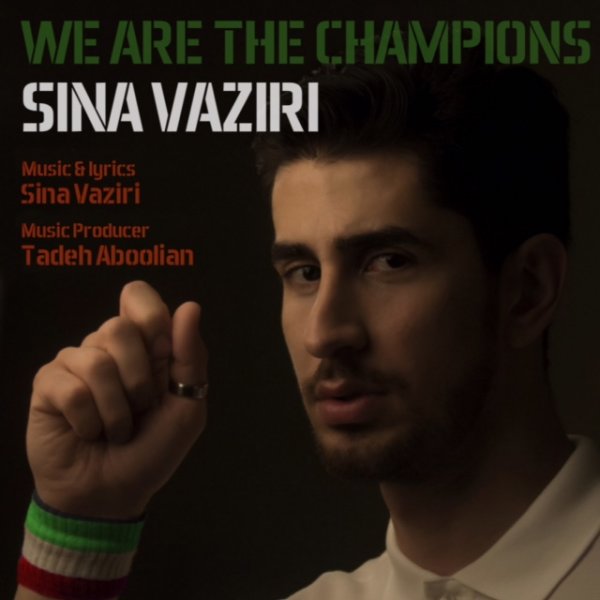 WE ARE THE CHAMPIONS
SINA VAZIRI
Music & lyrics
Sina Vaziri
Music Producer
Tadeh Aboolian